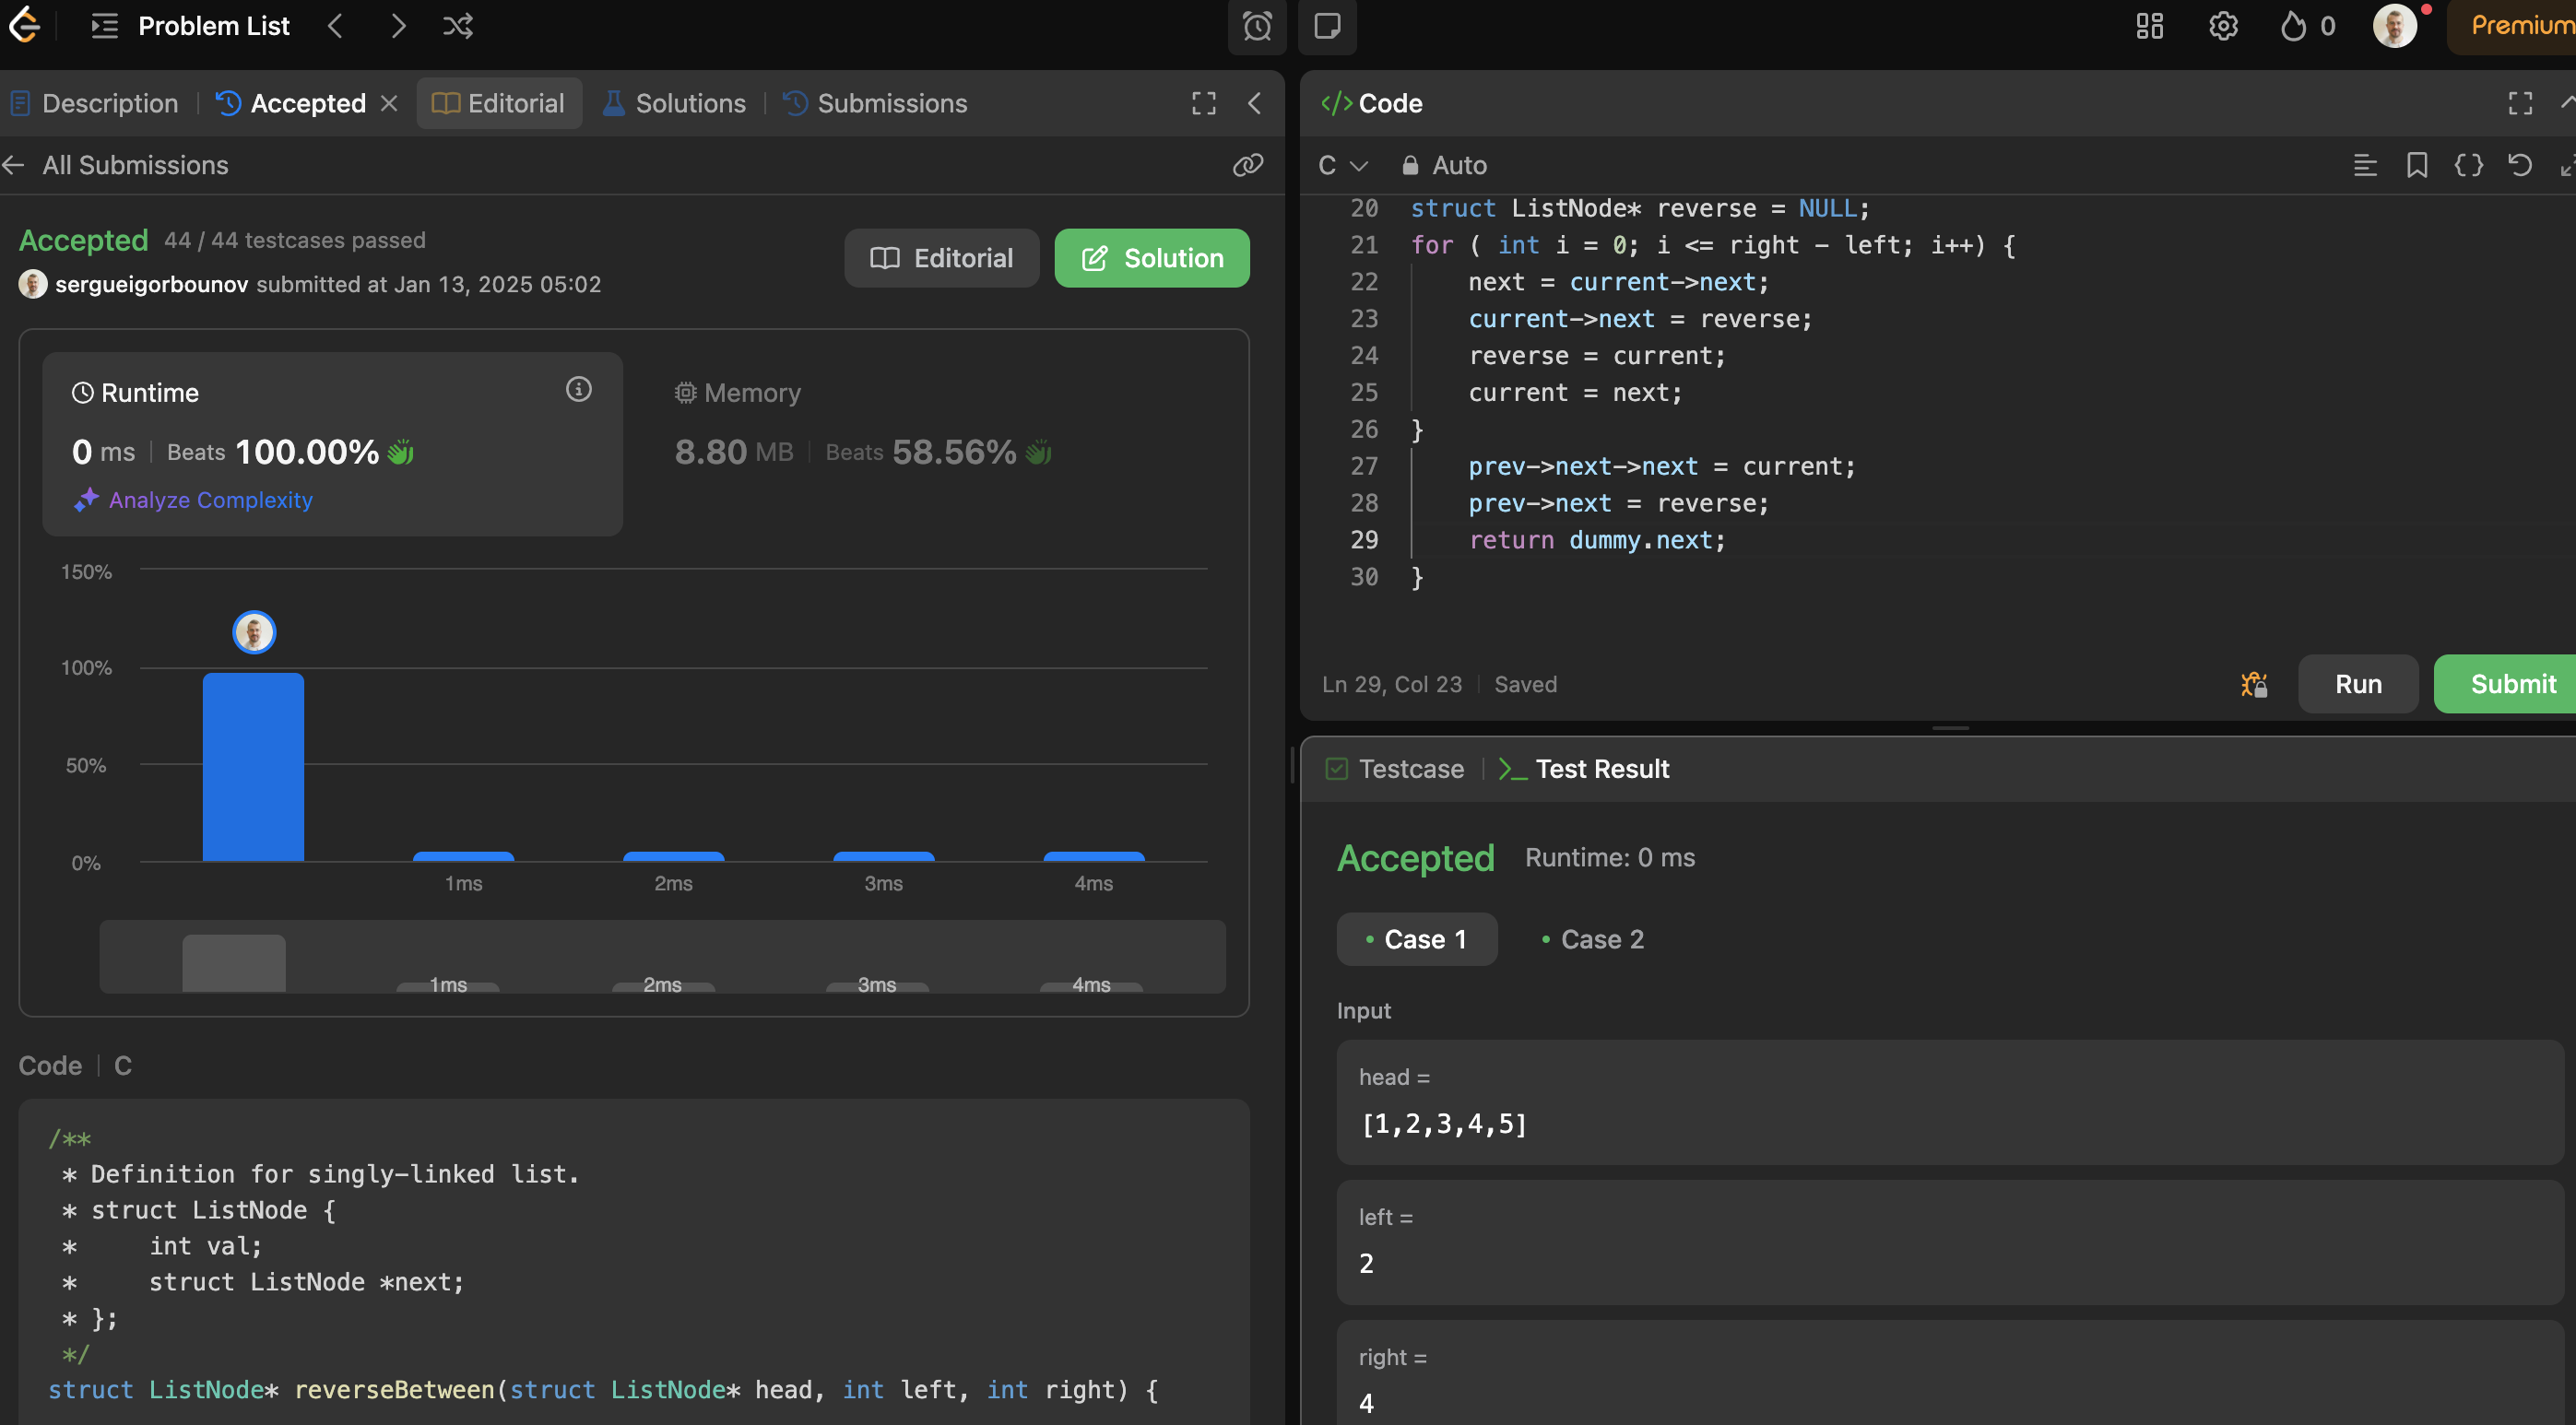 Problem List
0
Premium
Description
Accepted
Editorial
Solutions
Submissions
All Submissions
Accepted 44 / 44 testcases passed
sergueigorbounov submitted at Jan 13, 2025 05:02
Editorial
Solution
Runtime
0 ms Beats 100.00%
Analyze Complexity
Memory
8.80 MB Beats 58.56%
150%
100%
50%
0%
1ms 2ms 3ms 4ms
1ms 2ms 3ms 4ms
Code | C
/**
 * Definition for singly-linked list.
 * struct ListNode {
 *     int val;
 *     struct ListNode *next;
 * };
 */
struct ListNode* reverseBetween(struct ListNode* head, int left, int right) {
</> Code
C Auto
20 struct ListNode* reverse = NULL;
21 for ( int i = 0; i <= right - left; i++) {
22     next = current->next;
23     current->next = reverse;
24     reverse = current;
25     current = next;
26 }
27     prev->next->next = current;
28     prev->next = reverse;
29     return dummy.next;
30 }
Ln 29, Col 23 | Saved
Run
Submit
Testcase
>_ Test Result
Accepted Runtime: 0 ms
• Case 1
• Case 2
Input
head =
[1,2,3,4,5]
left =
2
right =
4